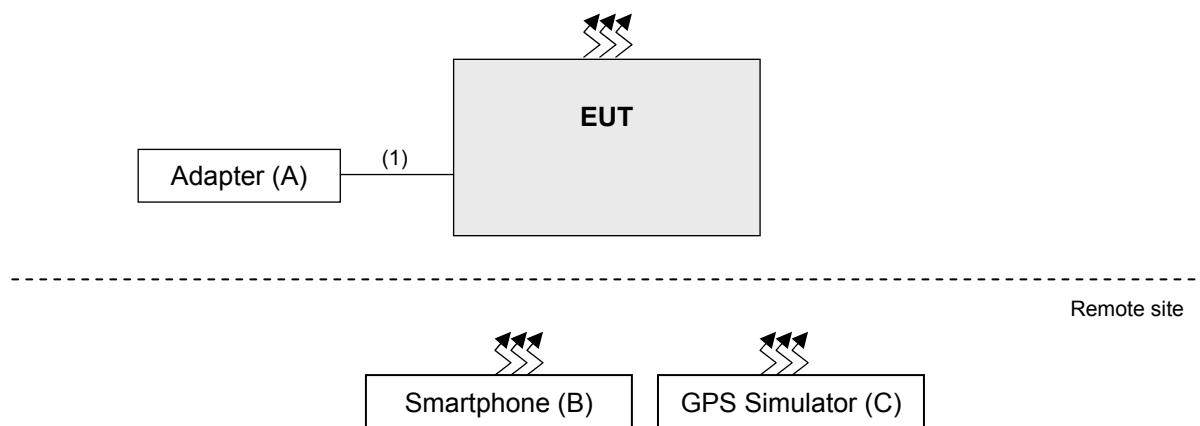 EUT
(1)
Adapter (A)
Remote site
Smartphone (B)
GPS Simulator (C)